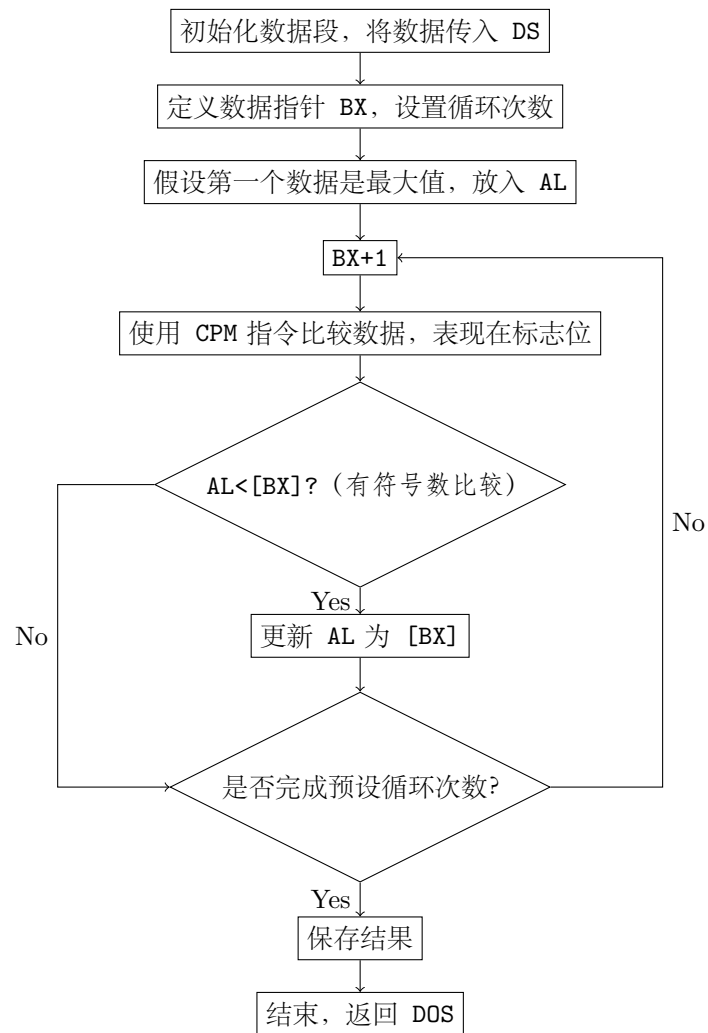 初始化数据段，将数据传入 DS
定义数据指针 BX，设置循环次数
假设第一个数据是最大值，放入 AL
BX+1
使用 CPM 指令比较数据，表现在标志位
AL<[BX]?（有符号数比较）
No
Yes
No
更新 AL 为 [BX]
是否完成预设循环次数?
Yes
保存结果
结束，返回 DOS